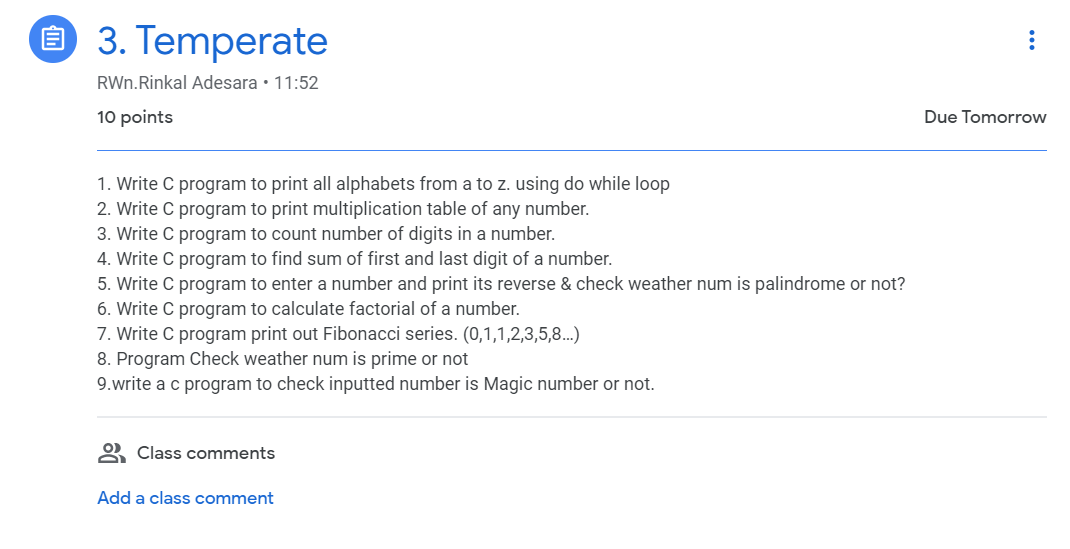 3. Temperate
RWn.Rinkal Adesara • 11:52
10 points
Due Tomorrow
1. Write C program to print all alphabets from a to z. using do while loop
2. Write C program to print multiplication table of any number.
3. Write C program to count number of digits in a number.
4. Write C program to find sum of first and last digit of a number.
5. Write C program to enter a number and print its reverse & check weather num is palindrome or not?
6. Write C program to calculate factorial of a number.
7. Write C program print out Fibonacci series. (0,1,1,2,3,5,8…)
8. Program Check weather num is prime or not
9.write a c program to check inputted number is Magic number or not.
Class comments
Add a class comment